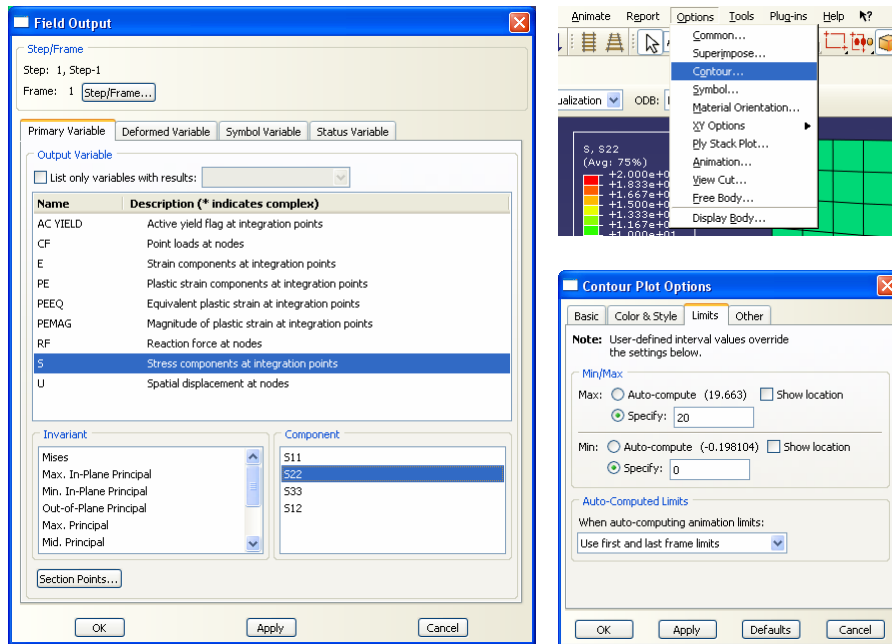 Field Output
Step/Frame
Step: 1, Step-1
Frame: 1 Step/Frame...
Primary Variable Deformed Variable Symbol Variable Status Variable
Output Variable
List only variables with results:
Name Description (* indicates complex)
AC YIELD Active yield flag at integration points
CF Point loads at nodes
E Strain components at integration points
PE Plastic strain components at integration points
PEEQ Equivalent plastic strain at integration points
PEMAG Magnitude of plastic strain at integration points
RF Reaction force at nodes
S Stress components at integration points
U Spatial displacement at nodes
Invariant
Mises
Max. In-Plane Principal
Min. In-Plane Principal
Out-of-Plane Principal
Max. Principal
Mid. Principal
Component
S11
S22
S33
S12
Section Points...
OK Apply Cancel
Animate Report Options Tools Plug-ins Help
Common...
Superimpose...
Contour...
Symbol...
Material Orientation...
XY Options
Ply Stack Plot...
Animation...
View Cut...
Free Body...
Display Body...
ualization ODB:
S, S22
(Avg: 75%)
+2.000e+0
+1.833e+0
+1.667e+0
+1.500e+0
+1.333e+0
+1.167e+0
+1.000e+01
Contour Plot Options
Basic Color & Style Limits Other
Note: User-defined interval values override
the settings below.
Min/Max
Max: Auto-compute (19.663) Show location
Specify: 20
Min: Auto-compute (-0.198104) Show location
Specify: 0
Auto-Computed Limits
When auto-computing animation limits:
Use first and last frame limits
OK Apply Defaults Cancel